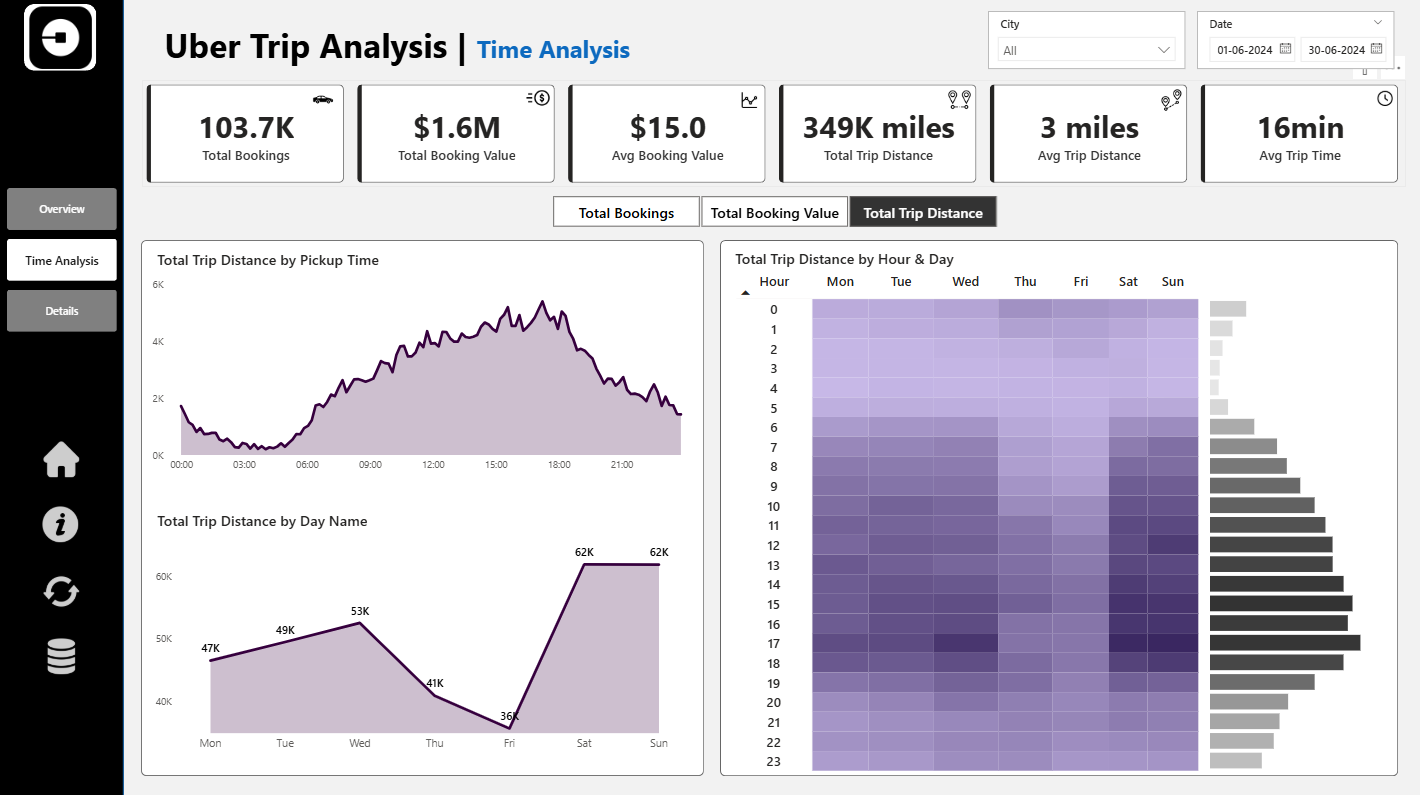 Uber Trip Analysis | Time Analysis
City
All
Date
01-06-2024 30-06-2024
103.7K
Total Bookings
$1.6M
Total Booking Value
$15.0
Avg Booking Value
349K miles
Total Trip Distance
3 miles
Avg Trip Distance
16min
Avg Trip Time
Overview
Time Analysis
Details
Total Bookings
Total Booking Value
Total Trip Distance
Total Trip Distance by Pickup Time
6K
4K
2K
0K
00:00 03:00 06:00 09:00 12:00 15:00 18:00 21:00
Total Trip Distance by Day Name
60K
50K
40K
47K
49K
53K
41K
36K
62K
62K
Mon Tue Wed Thu Fri Sat Sun
Total Trip Distance by Hour & Day
Hour Mon Tue Wed Thu Fri Sat Sun
0
1
2
3
4
5
6
7
8
9
10
11
12
13
14
15
16
17
18
19
20
21
22
23